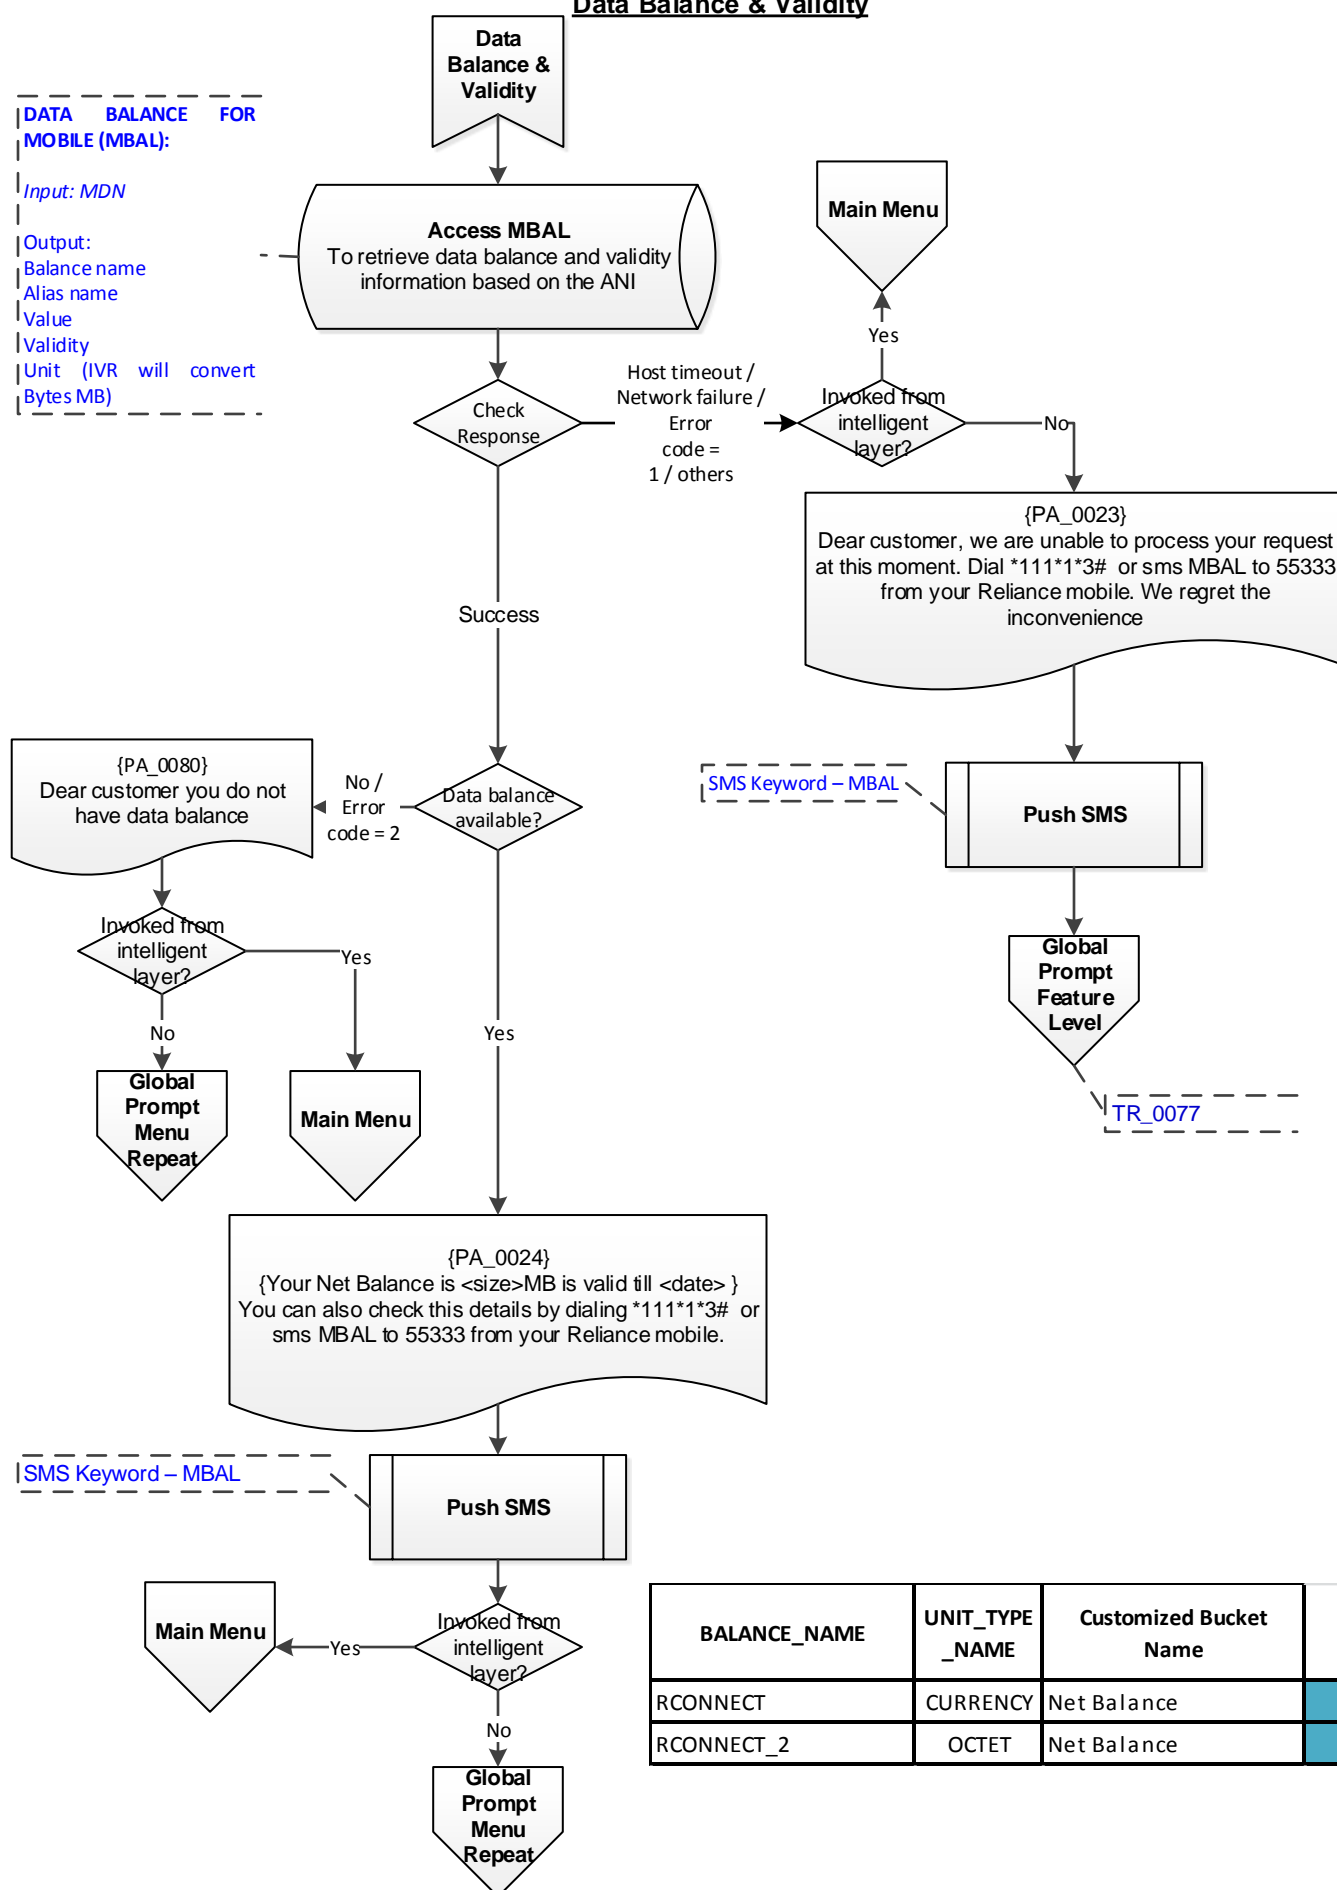 Data Balance & Validity
Data
Balance &
Validity
DATA BALANCE FOR
MOBILE (MBAL):
Input: MDN
Output:
Balance name
Alias name
Value
Validity
Unit (IVR will convert
Bytes MB)
Access MBAL
To retrieve data balance and validity
information based on the ANI
Main Menu
Yes
Check
Response
Host timeout /
Network failure /
Error
code =
1 / others
Invoked from
intelligent
layer?
No
{PA_0023}
Dear customer, we are unable to process your request
at this moment. Dial *111*1*3# or sms MBAL to 55333
from your Reliance mobile. We regret the
inconvenience
Success
{PA_0080}
Dear customer you do not
have data balance
No /
Error
code = 2
Data balance
available?
SMS Keyword – MBAL
Push SMS
Invoked from
intelligent
layer?
Yes
No
Global
Prompt
Menu
Repeat
Main Menu
Yes
Global
Prompt
Feature
Level
TR_0077
{PA_0024}
{Your Net Balance is <size>MB is valid till <date> }
You can also check this details by dialing *111*1*3# or
sms MBAL to 55333 from your Reliance mobile.
SMS Keyword – MBAL
Push SMS
Main Menu
Yes
Invoked from
intelligent
layer?
No
Global
Prompt
Menu
Repeat
BALANCE_NAME
UNIT_TYPE
_NAME
Customized Bucket
Name
RCONNECT CURRENCY Net Balance
RCONNECT_2 OCTET Net Balance